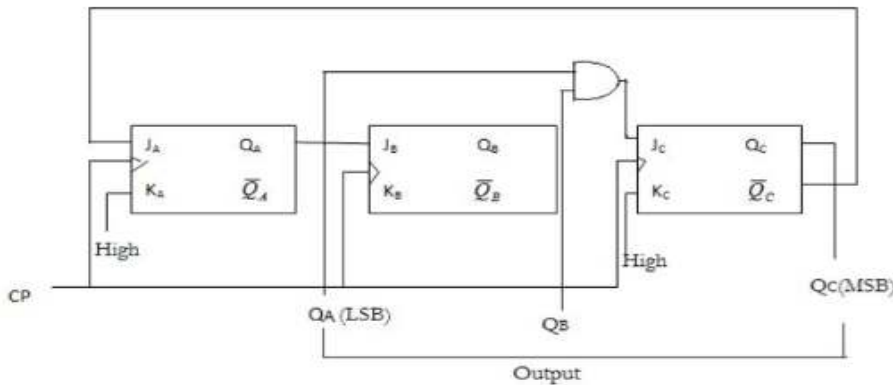 JA QA
KA Q̅A
JB QB
KB Q̅B
JC QC
KC Q̅C
High
High
CP
QA (LSB)
QB
QC(MSB)
Output